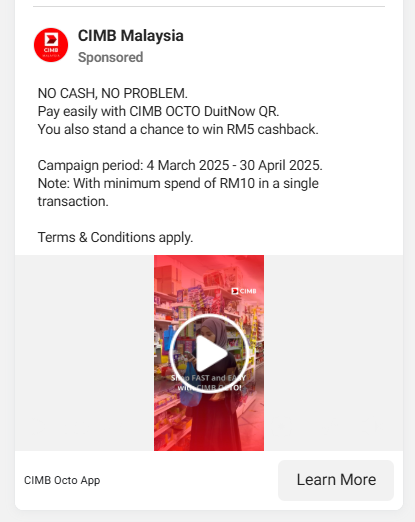 CIMB
MALAYSIA
CIMB Malaysia
Sponsored
NO CASH, NO PROBLEM.
Pay easily with CIMB OCTO DuitNow QR.
You also stand a chance to win RM5 cashback.
Campaign period: 4 March 2025 - 30 April 2025.
Note: With minimum spend of RM10 in a single
transaction.
Terms & Conditions apply.
CIMB
FAST and
with CIMB OCTO!
CIMB Octo App
Learn More